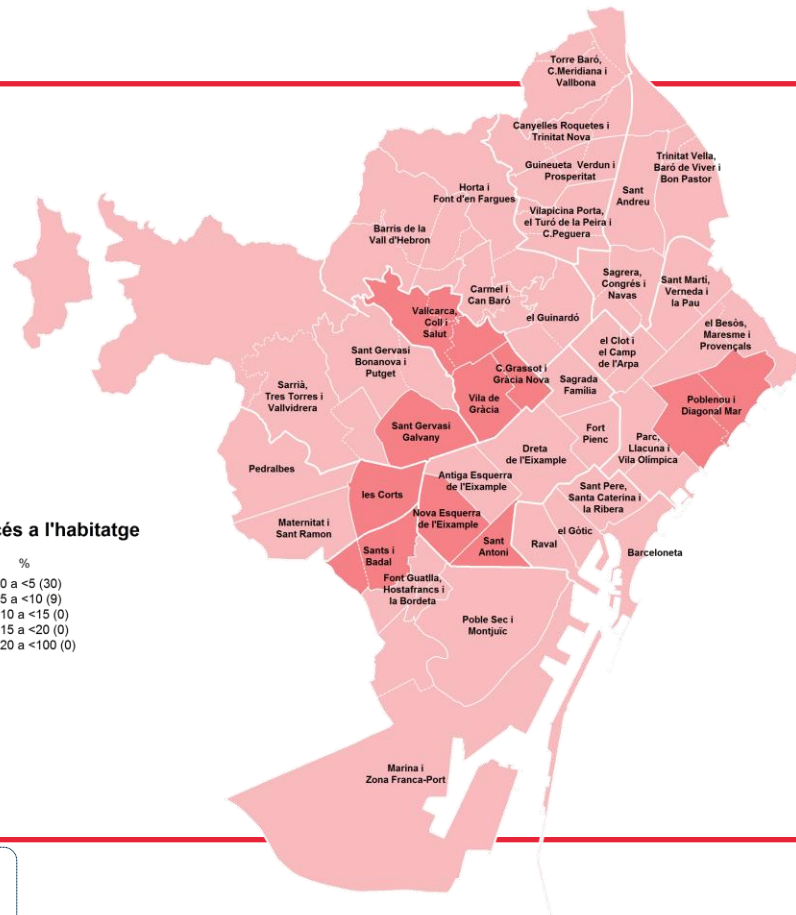 Torre Baró,
C.Meridiana i
Vallbona
Canyelles Roquetes i
Trinitat Nova
Guineueta Verdun i
Prosperitat
Trinitat Vella,
Baró de Viver i
Bon Pastor
Sant
Andreu
Horta i
Font d'en Fargues
Vilapicina Porta,
el Turó de la Peira i
C.Peguera
Barris de la
Vall d'Hebron
Carmel i
Can Baró
Sagrera,
Congrés i
Navas
Sant Martí,
Verneda i
la Pau
Vallcarca,
Coll i
Salut
el Guinardó
el Besòs,
Maresme i
Provençals
el Clot i
el Camp
de l'Arpa
Sant Gervasi
Bonanova i
Putget
C.Grassot i
Gràcia Nova
Sagrada
Família
Sarrià,
Tres Torres i
Vallvidrera
Vila de
Gràcia
Poblenou i
Diagonal Mar
Sant Gervasi
Galvany
Fort
Pienc
Parc,
Llacuna i
Vila Olímpica
Dreta
de l'Eixample
Pedralbes
Antiga Esquerra
de l'Eixample
les Corts
Sant Pere,
Santa Caterina i
la Ribera
Nova Esquerra
de l'Eixample
Maternitat i
Sant Ramon
el Gòtic
Sant
Antoni
Raval
Barceloneta
Sants i
Badal
Font Guatlla,
Hostafrancs i
la Bordeta
Poble Sec i
Montjuïc
Marina i
Zona Franca-Port
a l'habitatge
%
0 a <5 (30)
5 a <10 (9)
10 a <15 (0)
15 a <20 (0)
20 a <100 (0)